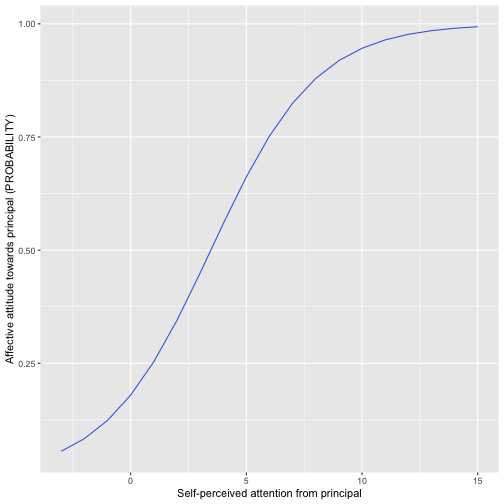 1.00
0.75
0.50
0.25
Affective attitude towards principal (PROBABILITY)
0 5 10 15
Self-perceived attention from principal